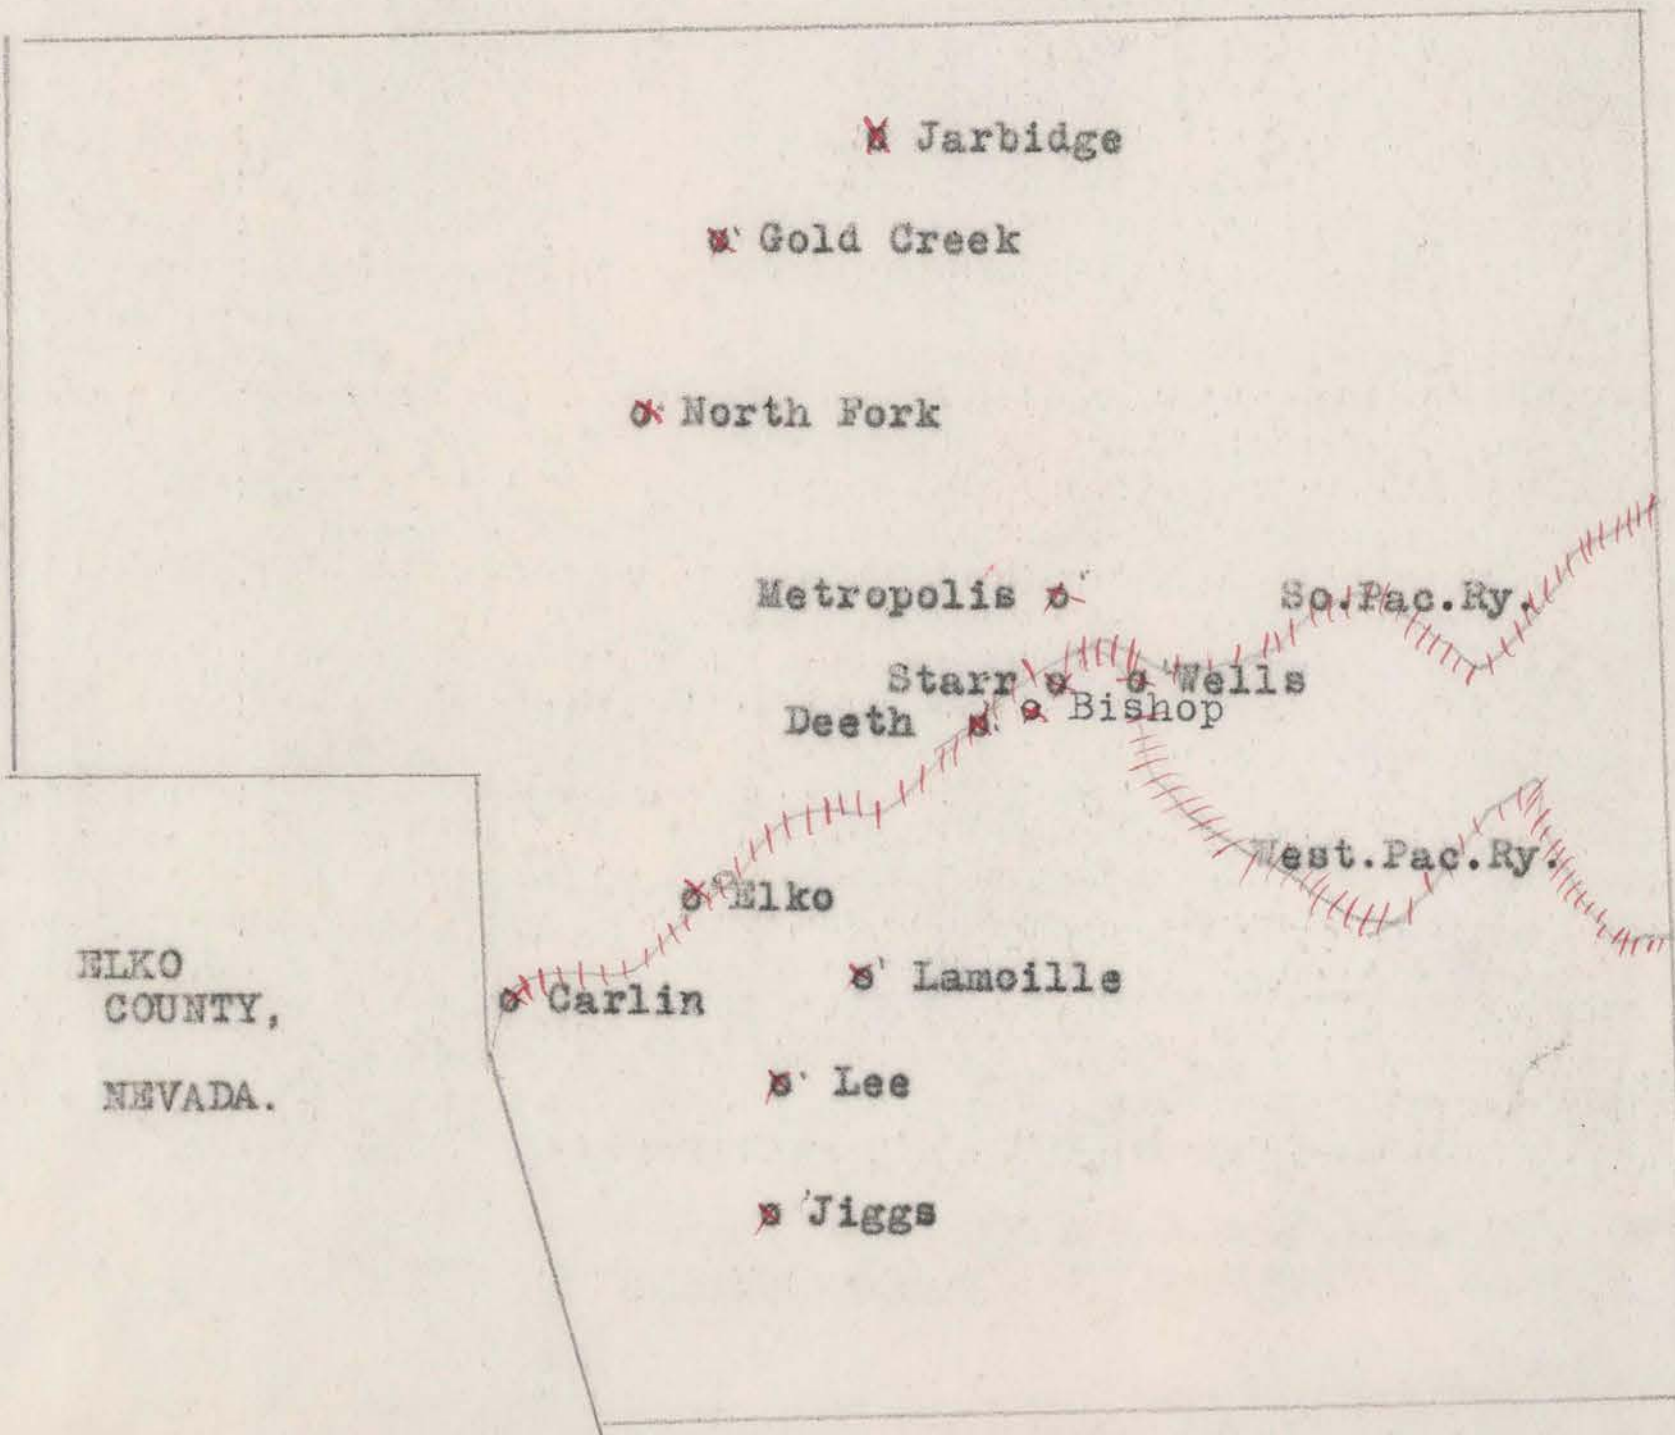 Jarbidge
Gold Creek
North Fork
Metropolis
So.Pac.Ry.
Starr
Wells
Bishop
Deeth
West.Pac.Ry.
Elko
Carlin
Lamoille
Lee
Jiggs
ELKO
COUNTY,
NEVADA.